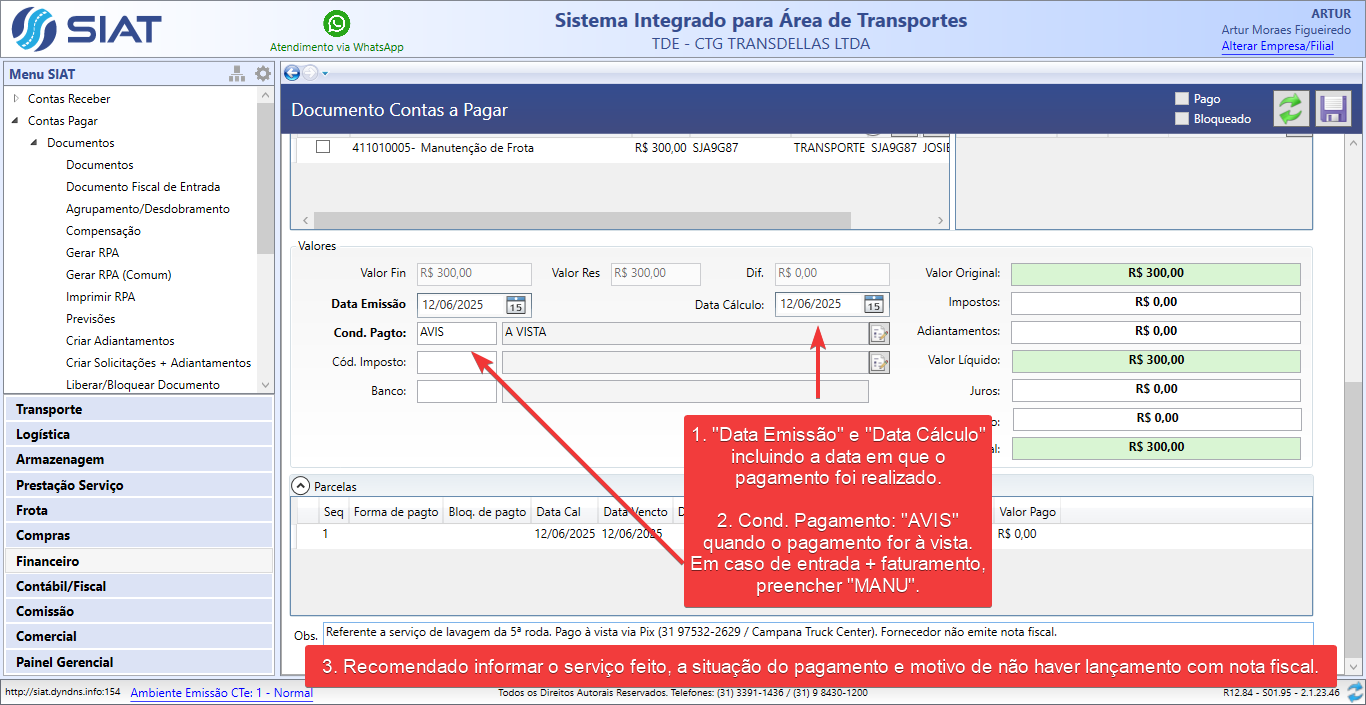 SIAT
Atendimento via WhatsApp
Sistema Integrado para Área de Transportes
TDE - CTG TRANSDELLAS LTDA
ARTUR
Artur Moraes Figueiredo
Alterar Empresa/Filial
Menu SIAT
Contas Receber
Contas Pagar
Documentos
Documentos
Documento Fiscal de Entrada
Agrupamento/Desdobramento
Compensação
Gerar RPA
Gerar RPA (Comum)
Imprimir RPA
Previsões
Criar Adiantamentos
Criar Solicitações + Adiantamentos
Liberar/Bloquear Documento
Transporte
Logística
Armazenagem
Prestação Serviço
Frota
Compras
Financeiro
Contábil/Fiscal
Comissão
Comercial
Painel Gerencial
Documento Contas a Pagar
Pago
Bloqueado
411010005- Manutenção de Frota R$ 300,00 SJA9G87 TRANSPORTE SJA9G87 JOSIE
Valores
Valor Fin R$ 300,00 Valor Res R$ 300,00 Dif. R$ 0,00 Valor Original: R$ 300,00
Data Emissão 12/06/2025 15 Data Cálculo: 12/06/2025 15 Impostos: R$ 0,00
Cond. Pagto: AVIS A VISTA Adiantamentos: R$ 0,00
Cód. Imposto: Valor Líquido: R$ 300,00
Banco: Juros: R$ 0,00
o: R$ 0,00
al: R$ 300,00
1. "Data Emissão" e "Data Cálculo"
incluindo a data em que o
pagamento foi realizado.
2. Cond. Pagamento: "AVIS"
quando o pagamento for à vista.
Em caso de entrada + faturamento,
preencher "MANU".
Parcelas
Seq Forma de pagto Bloq. de pagto Data Cal Data Vencto D Valor Pago
1 12/06/2025 12/06/2025 R$ 0,00
Obs. Referente a serviço de lavagem da 5ª roda. Pago à vista via Pix (31 97532-2629 / Campana Truck Center). Fornecedor não emite nota fiscal.
3. Recomendado informar o serviço feito, a situação do pagamento e motivo de não haver lançamento com nota fiscal.
http://siat.dyndns.info:154 Ambiente Emissão CTe: 1 - Normal Todos os Direitos Autorais Reservados. Telefones: (31) 3391-1436 / (31) 9 8430-1200 R12.84 - S01.95 - 2.1.23.46